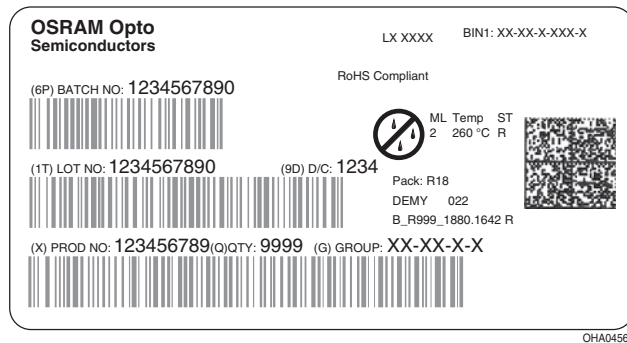 OSRAM Opto
Semiconductors
LX XXXX
BIN1: XX-XX-X-XXX-X
RoHS Compliant
(6P) BATCH NO: 1234567890
ML Temp ST
2 260 °C R
(1T) LOT NO: 1234567890 (9D) D/C: 1234
Pack: R18
DEMY 022
B_R999_1880.1642 R
(X) PROD NO: 123456789(Q)QTY: 9999 (G) GROUP: XX-XX-X-X
OHA0456